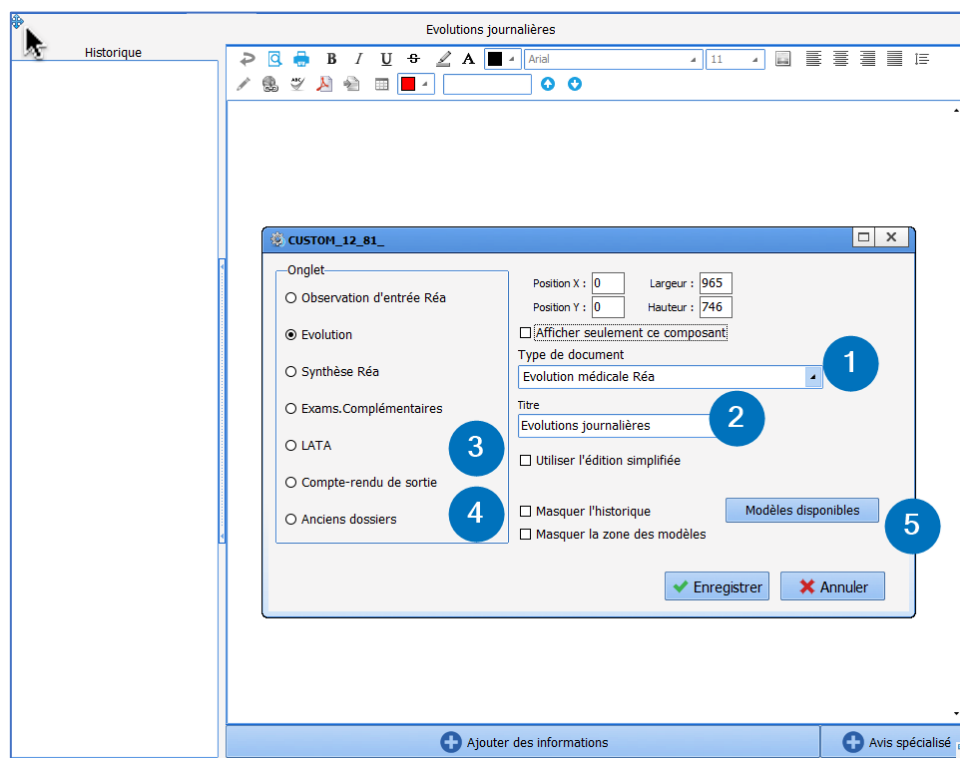 Evolutions journalières
Historique
B I U S A Arial 11
ABC
CUSTOM_12_81_
Onglet
Observation d'entrée Réa
Evolution
Synthèse Réa
Exams.Complémentaires
LATA
Compte-rendu de sortie
Anciens dossiers
3
4
Position X : 0 Largeur : 965
Position Y : 0 Hauteur : 746
Afficher seulement ce composant
Type de document
Evolution médicale Réa
1
Titre
Evolutions journalières
2
Utiliser l'édition simplifiée
Masquer l'historique
Modèles disponibles
5
Masquer la zone des modèles
Enregistrer
Annuler
Ajouter des informations
Avis spécialisé